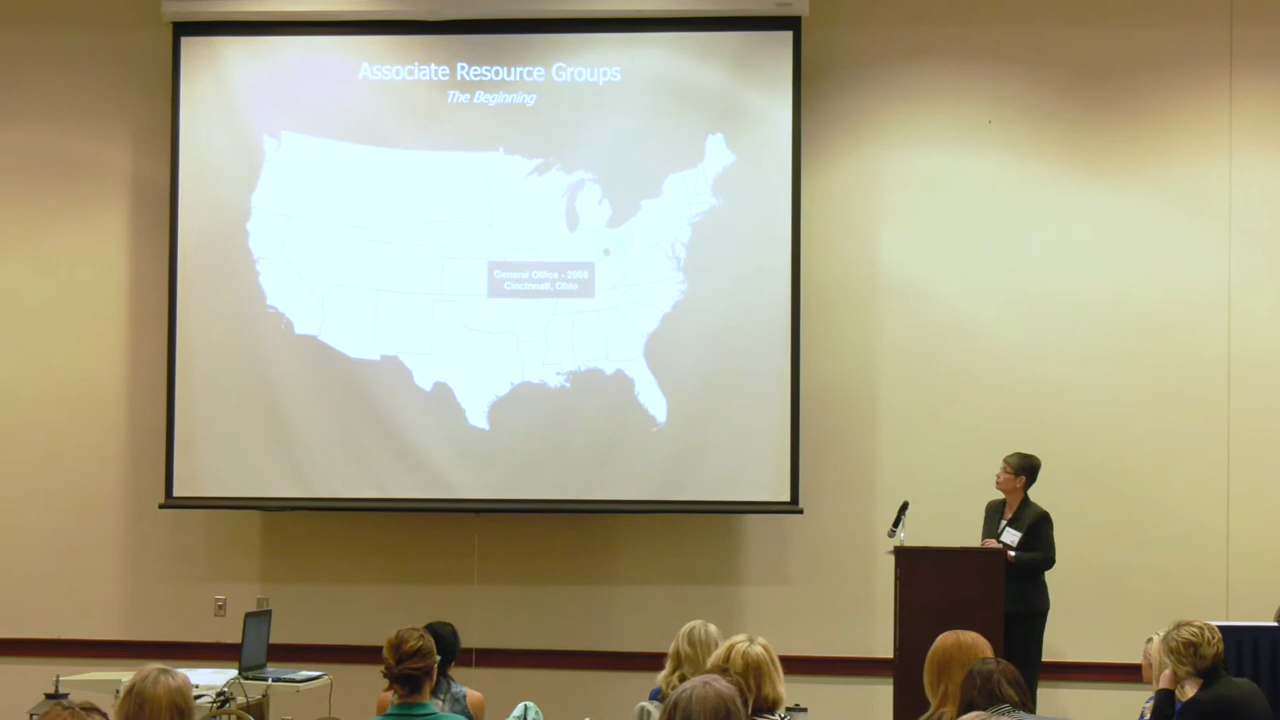 Associate Resource Groups
The Beginning
General Office - 2008
Cincinnati, Ohio